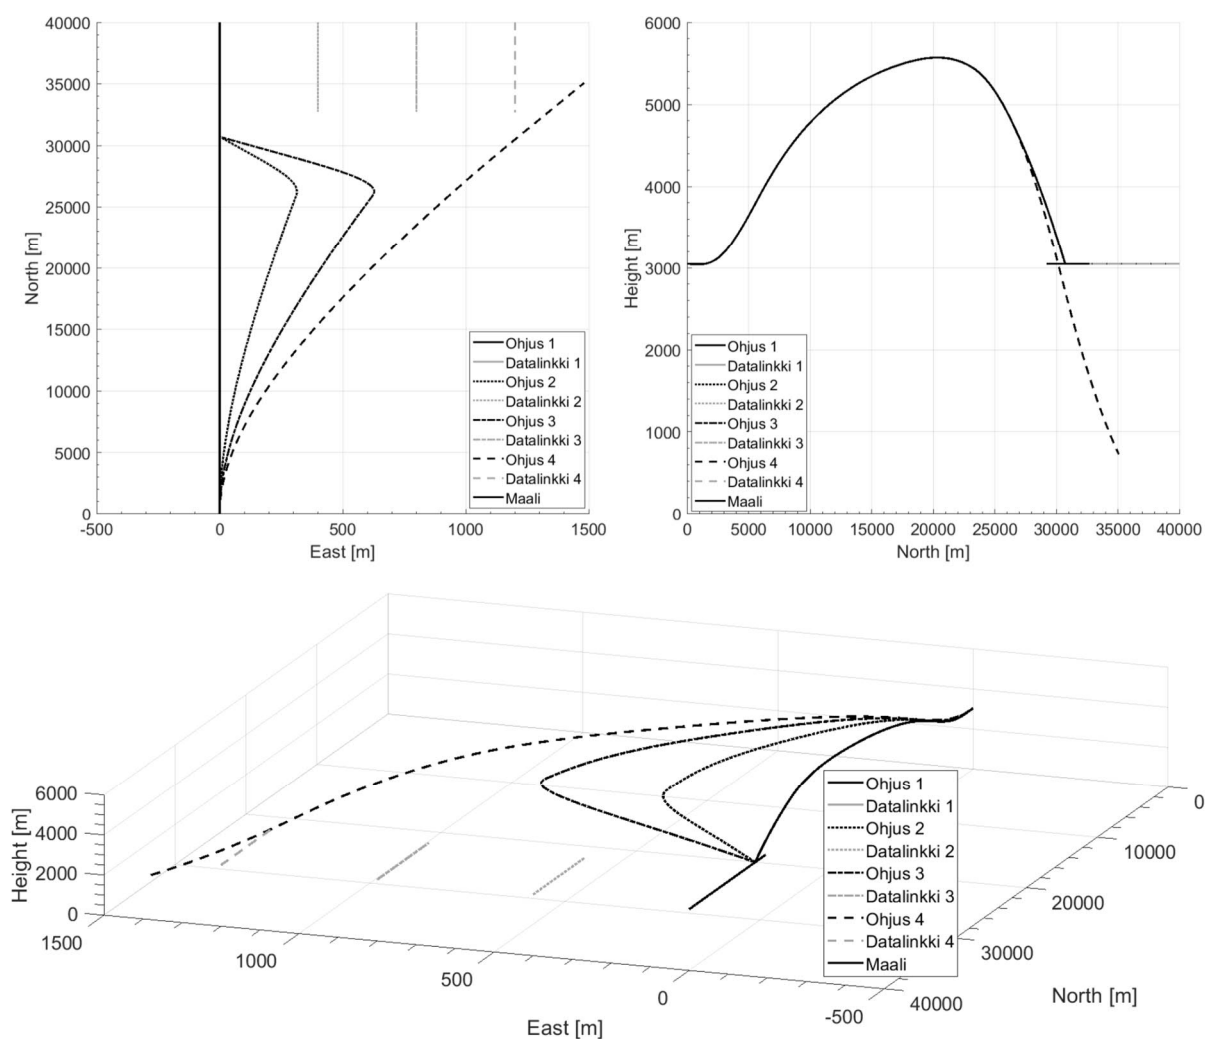 40000
35000
30000
25000
20000
15000
10000
5000
0
North [m]
-500
0
500
1000
1500
East [m]
Ohjus 1
Datalinkki 1
Ohjus 2
Datalinkki 2
Ohjus 3
Datalinkki 3
Ohjus 4
Datalinkki 4
Maali
6000
5000
4000
3000
2000
1000
0
Height [m]
0
5000
10000
15000
20000
25000
30000
35000
40000
North [m]
Ohjus 1
Datalinkki 1
Ohjus 2
Datalinkki 2
Ohjus 3
Datalinkki 3
Ohjus 4
Datalinkki 4
Maali
6000
4000
2000
0
Height [m]
1500
1000
500
0
-500
East [m]
0
10000
20000
30000
40000
North [m]
Ohjus 1
Datalinkki 1
Ohjus 2
Datalinkki 2
Ohjus 3
Datalinkki 3
Ohjus 4
Datalinkki 4
Maali